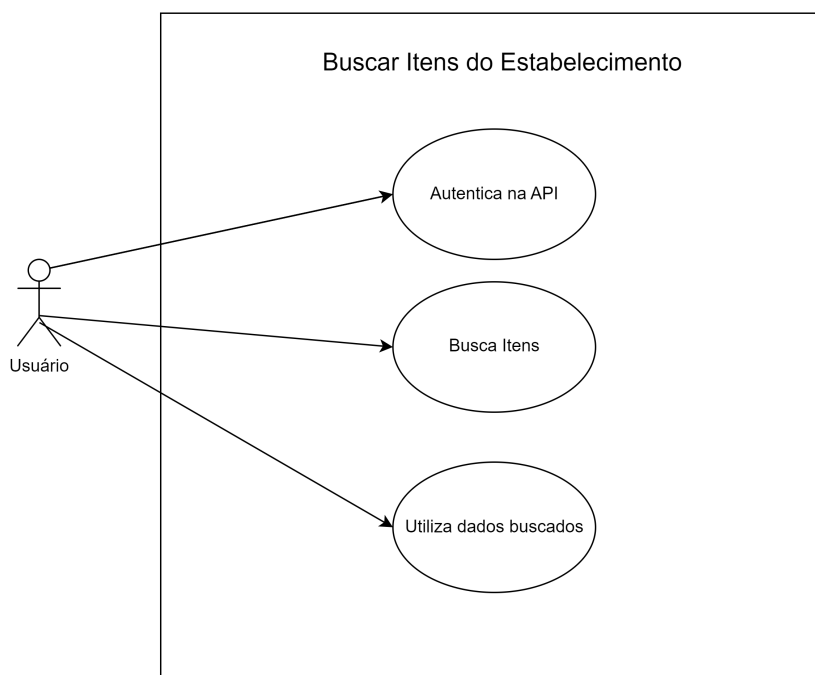 Buscar Itens do Estabelecimento
Autentica na API
Busca Itens
Usuário
Utiliza dados buscados